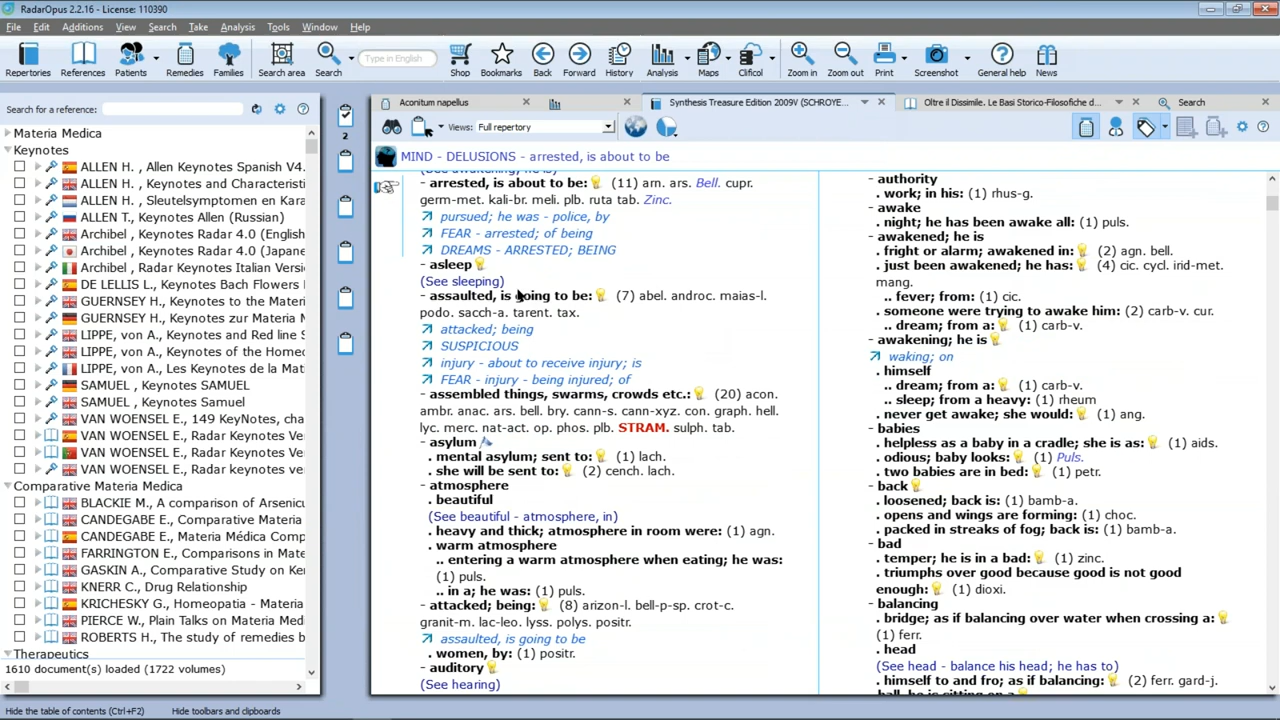 RadarOpus 2.2.16 - License: 110390
File Edit Additions View Search Take Analysis Tools Window Help
Repertories References Patients Remedies Families Search area Search Type in English Shop Bookmarks Back Forward History Analysis Maps Clificol Zoom in Zoom out Print Screenshot General help News
Search for a reference:
Materia Medica
Keynotes
ALLEN H. , Allen Keynotes Spanish V4.
ALLEN H. , Keynotes and Characteristi
ALLEN H. , Sleutelsymptomen en Kara
ALLEN T., Keynotes Allen (Russian)
Archibel , Keynotes Radar 4.0 (English
Archibel , Keynotes Radar 4.0 (Japane
Archibel , Radar Keynotes Italian Versi
DE LELLIS L., Keynotes Bach Flowers
GUERNSEY H., Keynotes to the Materia
GUERNSEY H., Keynotes zur Materia M
LIPPE, von A., Keynotes and Red line S
LIPPE, von A., Keynotes of the Homeo
LIPPE, von A., Les Keynotes de la Mati
SAMUEL , Keynotes SAMUEL
SAMUEL , Keynotes Samuel
VAN WOENSEL E., 149 KeyNotes, cha
VAN WOENSEL E., Radar Keynotes Ver
VAN WOENSEL E., Radar Keynotes Ve
VAN WOENSEL E., Radar keynotes ver
Comparative Materia Medica
BLACKIE M., A comparison of Arsenicu
CANDEGABE E., Comparative Materia
CANDEGABE E., Materia Médica Comp
FARRINGTON E., Comparisons in Mate
GASKIN A., Comparative Study on Ke
KNERR C., Drug Relationship
KRICHESKY G., Homeopatia - Materia
PIERCE W., Plain Talks on Materia Med
ROBERTS H., The study of remedies b
Therapeutics
1610 document(s) loaded (1722 volumes)
Hide the table of contents (Ctrl+F2) Hide toolbars and clipboards
2
Aconitum napellus Synthesis Treasure Edition 2009V (SCHROYE... Oltre il Dissimile. Le Basi Storico-Filosofiche d... Search
Views: Full repertory
MIND - DELUSIONS - arrested, is about to be
- arrested, is about to be: (11) arn. ars. Bell. cupr.
germ-met. kali-br. meli. plb. ruta tab. Zinc.
pursued; he was - police, by
FEAR - arrested; of being
DREAMS - ARRESTED; BEING
- asleep
(See sleeping)
- assaulted, is going to be: (7) abel. androc. maias-l.
podo. sacch-a. tarent. tax.
attacked; being
SUSPICIOUS
injury - about to receive injury; is
FEAR - injury - being injured; of
- assembled things, swarms, crowds etc.: (20) acon.
ambr. anac. ars. bell. bry. cann-s. cann-xyz. con. graph. hell.
lyc. merc. nat-act. op. phos. plb. STRAM. sulph. tab.
- asylum
. mental asylum; sent to: (1) lach.
. she will be sent to: (2) cench. lach.
- atmosphere
. beautiful
(See beautiful - atmosphere, in)
. heavy and thick; atmosphere in room were: (1) agn.
. warm atmosphere
.. entering a warm atmosphere when eating; he was:
(1) puls.
.. in a; he was: (1) puls.
- attacked; being: (8) arizon-l. bell-p-sp. crot-c.
granit-m. lac-leo. lyss. polys. positr.
assaulted, is going to be
. women, by: (1) positr.
- auditory
(See hearing)
- authority
. work; in his: (1) rhus-g.
- awake
. night; he has been awake all: (1) puls.
- awakened; he is
. fright or alarm; awakened in: (2) agn. bell.
. just been awakened; he has: (4) cic. cycl. irid-met.
mang.
.. fever; from: (1) cic.
. someone were trying to awake him: (2) carb-v. cur.
.. dream; from a: (1) carb-v.
- awakening; he is
waking; on
. himself
.. dream; from a: (1) carb-v.
.. sleep; from a heavy: (1) rheum
. never get awake; she would: (1) ang.
- babies
. helpless as a baby in a cradle; she is as: (1) aids.
. odious; baby looks: (1) Puls.
. two babies are in bed: (1) petr.
- back
. loosened; back is: (1) bamb-a.
. opens and wings are forming: (1) choc.
. packed in streaks of fog; back is: (1) bamb-a.
- bad
. temper; he is in a bad: (1) zinc.
. triumphs over good because good is not good
enough: (1) dioxi.
- balancing
. bridge; as if balancing over water when crossing a:
(1) ferr.
. head
(See head - balance his head; he has to)
. himself to and fro; as if balancing: (2) ferr. gard-j.